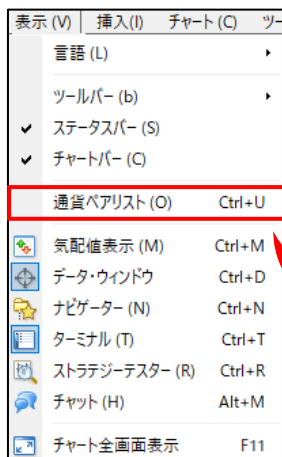 表示(V) 挿入(I) チャート(C) ツー
言語(L)
ツールバー(b)
ステータスバー(S)
チャートバー(C)
通貨ペアリスト(O) Ctrl+U
気配値表示(M) Ctrl+M
データ・ウィンドウ Ctrl+D
ナビゲーター(N) Ctrl+N
ターミナル(T) Ctrl+T
ストラテジーテスター(R) Ctrl+R
チャット(H) Alt+M
チャート全画面表示 F11